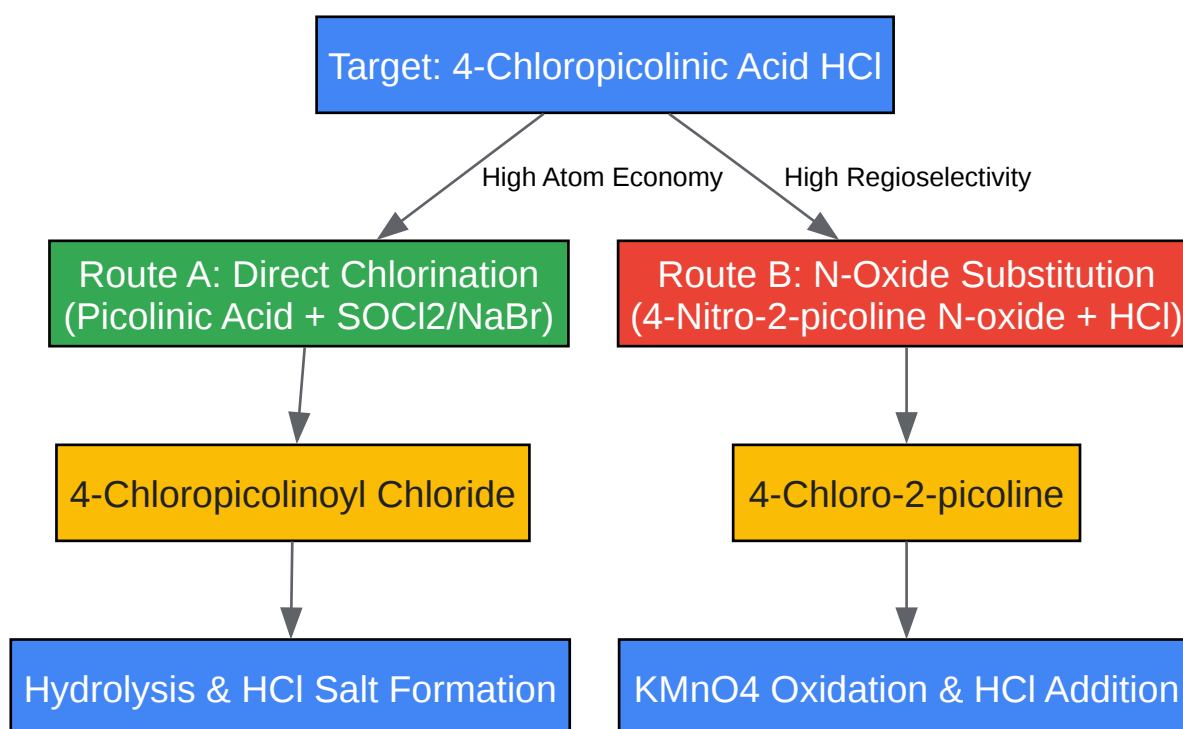 Target: 4-Chloropicolinic Acid HCl
High Atom Economy
High Regioselectivity
Route A: Direct Chlorination
(Picolinic Acid + SOCl2/NaBr)
Route B: N-Oxide Substitution
(4-Nitro-2-picoline N-oxide + HCl)
4-Chloropicolinoyl Chloride
4-Chloro-2-picoline
Hydrolysis & HCl Salt Formation
KMnO4 Oxidation & HCl Addition